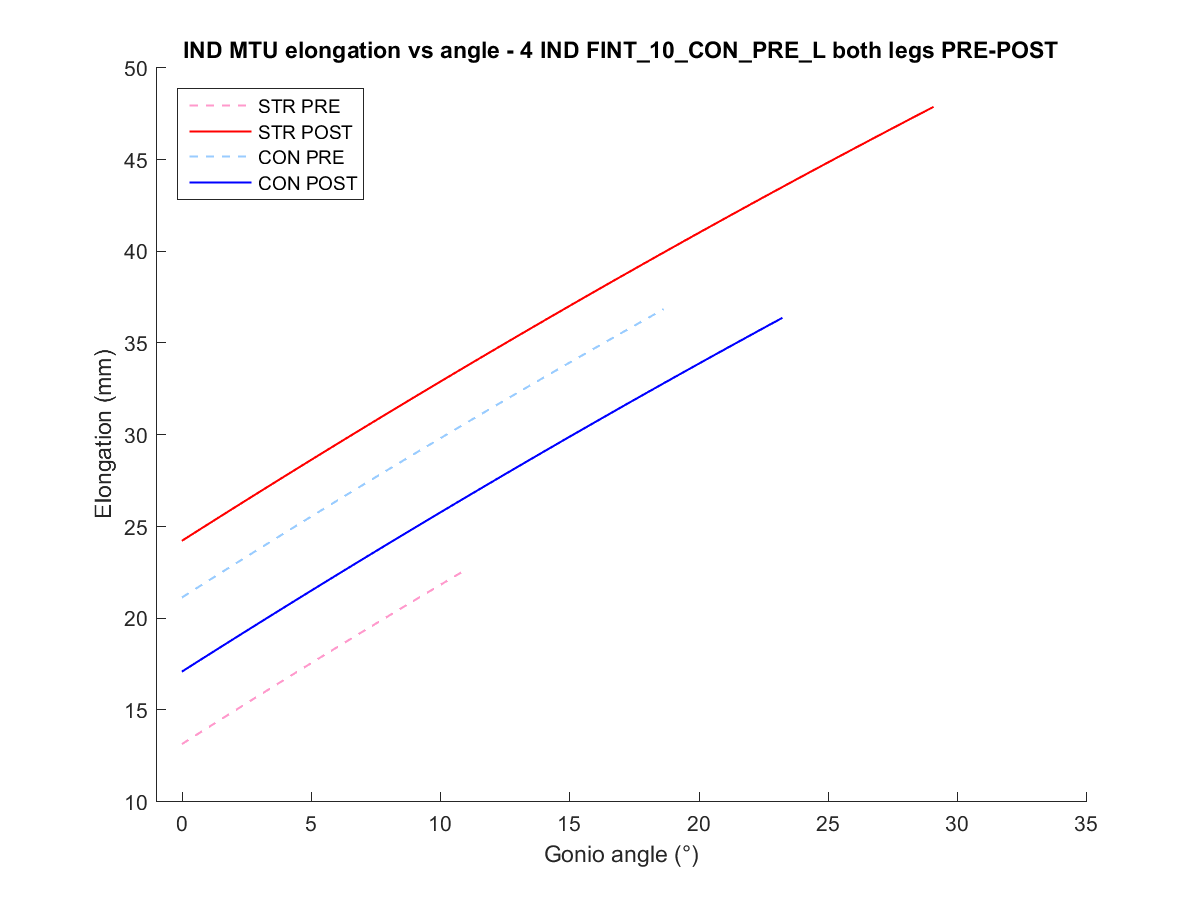 IND MTU elongation vs angle - 4 IND FINT_10_CON_PRE_L both legs PRE-POST
50
45
40
35
30
25
20
15
10
STR PRE
STR POST
CON PRE
CON POST
Elongation (mm)
0 5 10 15 20 25 30 35
Gonio angle (°)